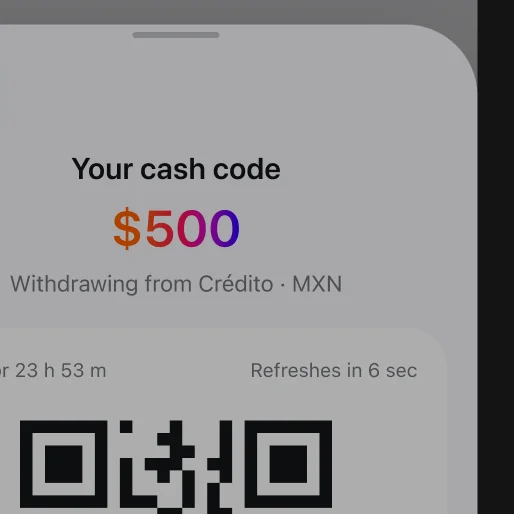 Your cash code
$500
Withdrawing from Crédito · MXN
23 h 53 m
Refreshes in 6 sec